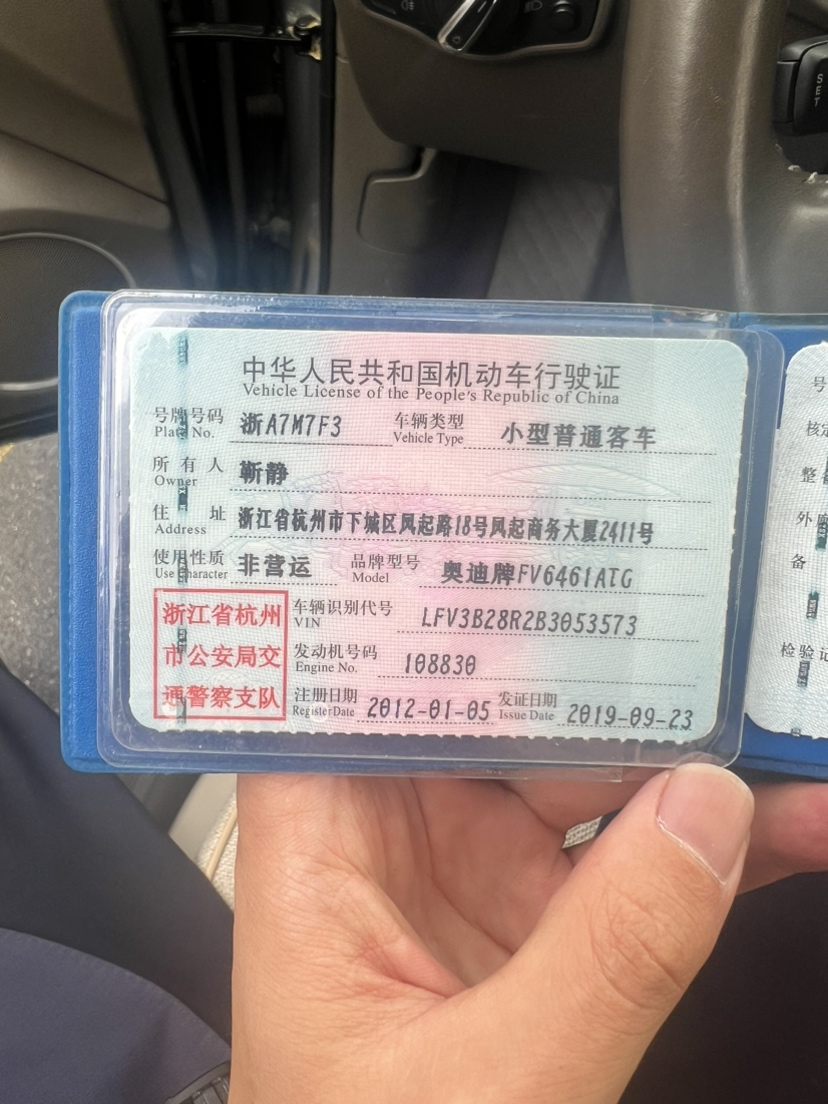 SET
中华人民共和国机动车行驶证
Vehicle License of the People's Republic of China
号牌号码 浙A7M7F3 车辆类型 小型普通客车
Plate No. Vehicle Type
所有人 靳静
Owner
住址 浙江省杭州市下城区凤起路18号凤起商务大厦2411号
Address
使用性质 非营运 品牌型号 奥迪牌FV6461ATG
Use Character Model
浙江省杭州
市公安局交
通警察支队
车辆识别代号 LFV3B28R2B3053573
VIN
发动机号码 108830
Engine No.
注册日期 2012-01-05 发证日期 2019-09-23
Register Date Issue Date
号
核定
整备
外廓
备
检验记